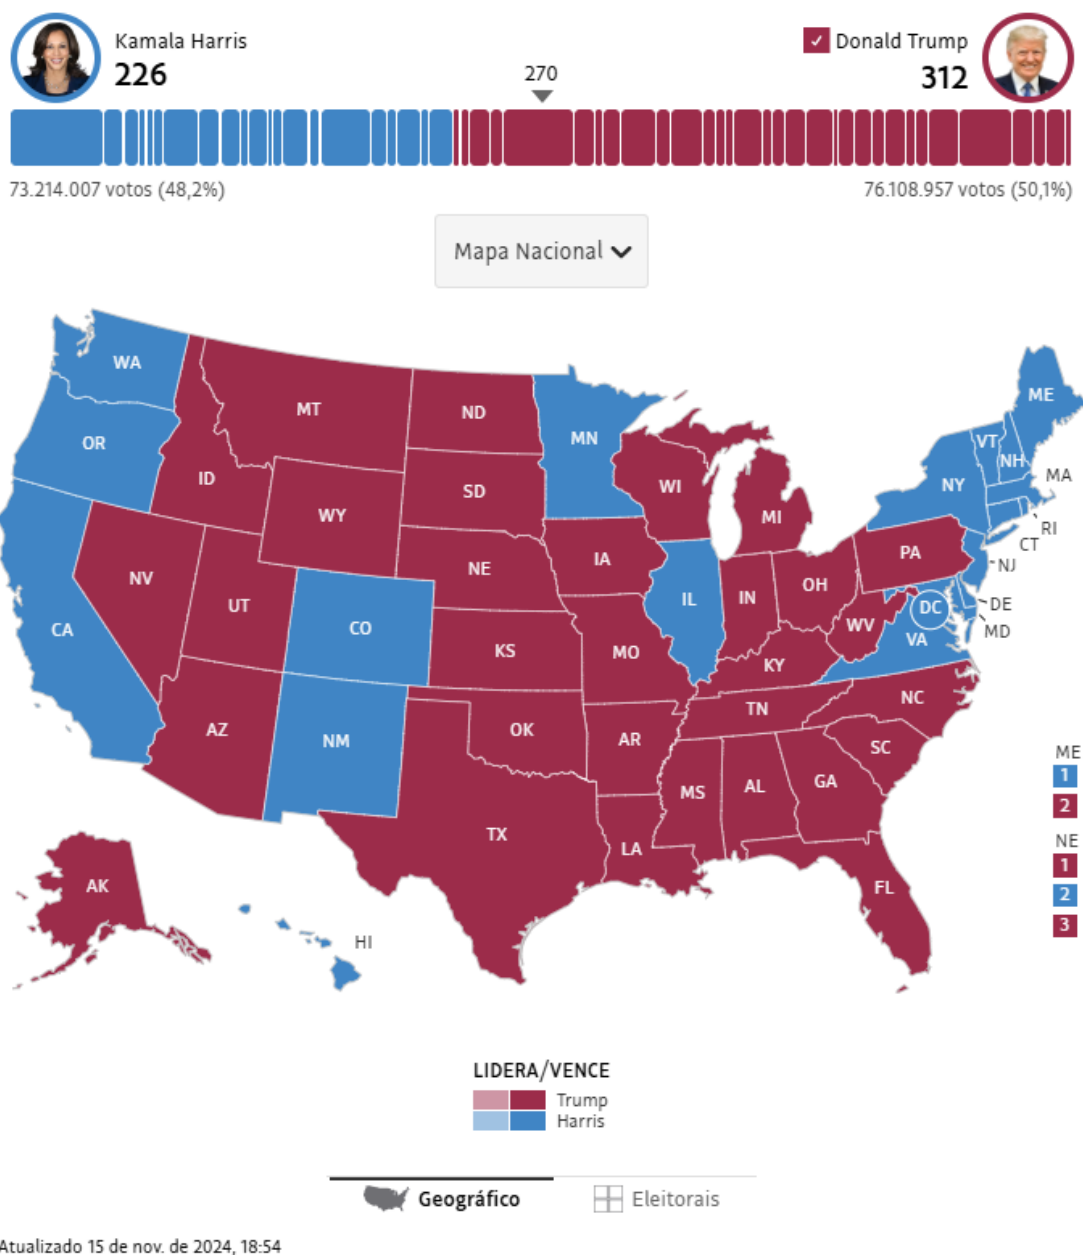 Kamala Harris
226
Donald Trump
312
270
73.214.007 votos (48,2%)
76.108.957 votos (50,1%)
Mapa Nacional
WA
MT
ND
MN
ME
OR
VT
NH
ID
SD
WI
NY
MA
WY
MI
RI
CT
NV
NE
IA
PA
NJ
UT
IL
IN
OH
DC
DE
CA
CO
WV
VA
MD
KS
MO
KY
AZ
NM
OK
TN
NC
AR
SC
TX
MS
AL
GA
LA
FL
AK
HI
ME
1
2
NE
1
2
3
LIDERA/VENCE
Trump
Harris
Geográfico
Eleitorais
Atualizado 15 de nov. de 2024, 18:54